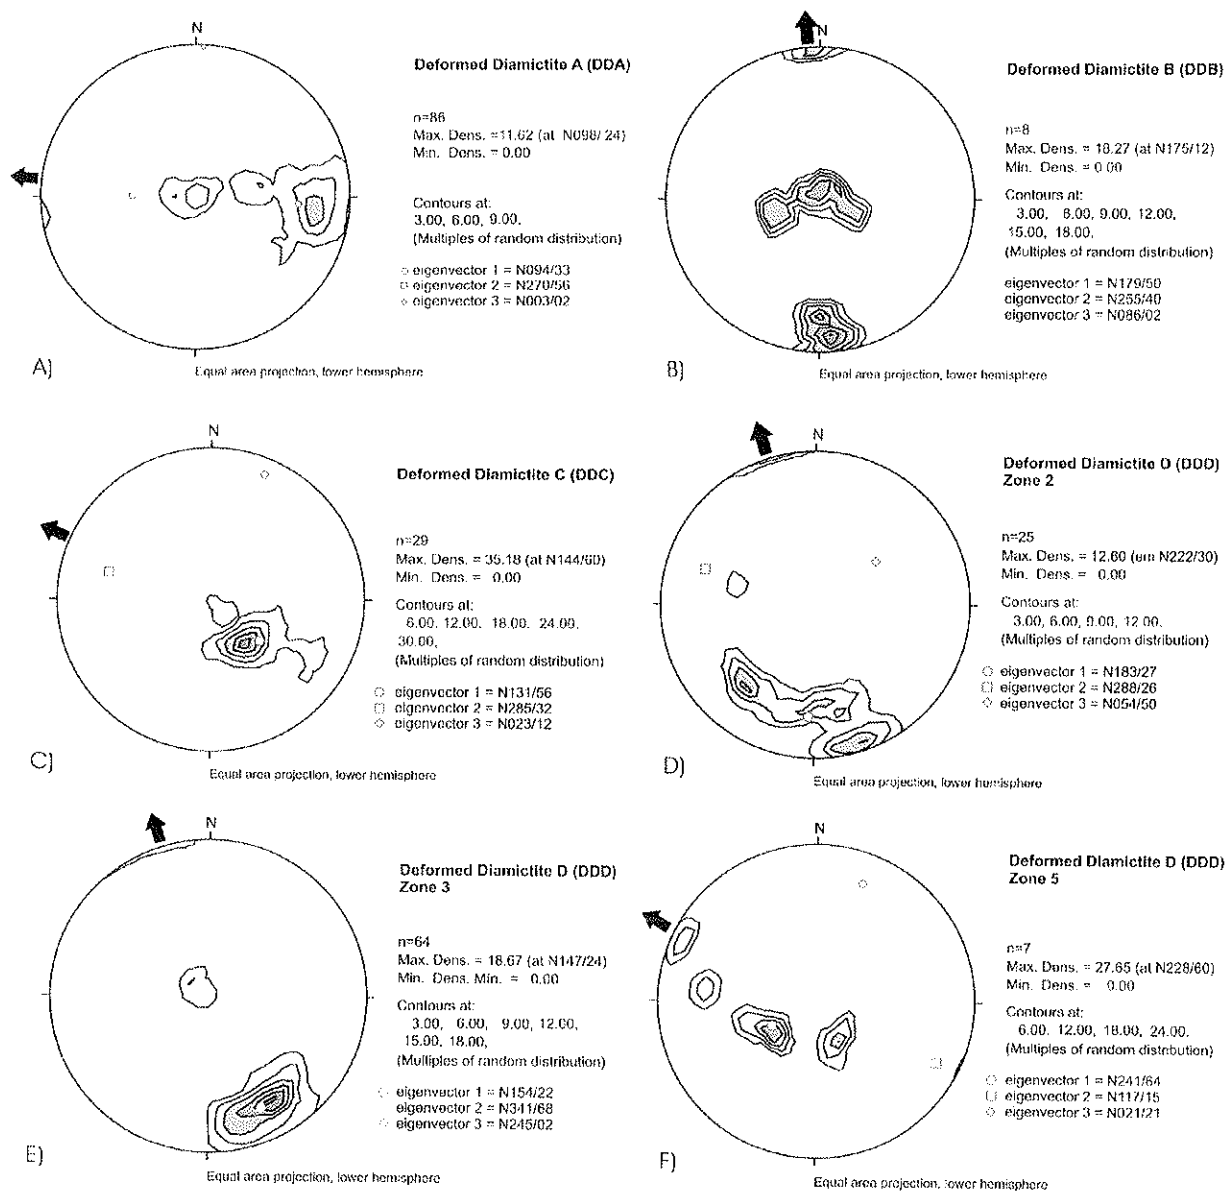 N
Deformed Diamictite A (DDA)
n=86
Max. Dens. =11.62 (at N098/ 24)
Min. Dens. = 0.00
Contours at:
3.00, 6.00, 9.00,
(Multiples of random distribution)
eigenvector 1 = N094/33
eigenvector 2 = N270/56
eigenvector 3 = N003/02
A)
Equal area projection, lower hemisphere
N
Deformed Diamictite B (DDB)
n=8
Max. Dens. = 18.27 (at N175/12)
Min. Dens. = 0.00
Contours at:
3.00, 6.00, 9.00, 12.00,
15.00, 18.00,
(Multiples of random distribution)
eigenvector 1 = N179/50
eigenvector 2 = N255/40
eigenvector 3 = N086/02
B)
Equal area projection, lower hemisphere
N
Deformed Diamictite C (DDC)
n=29
Max. Dens. = 35.18 (at N144/60)
Min. Dens. = 0.00
Contours at:
6.00, 12.00, 18.00, 24.00,
30.00,
(Multiples of random distribution)
eigenvector 1 = N131/56
eigenvector 2 = N285/32
eigenvector 3 = N023/12
C)
Equal area projection, lower hemisphere
N
Deformed Diamictite D (DDD)
Zone 2
n=25
Max. Dens. = 12.60 (em N222/30)
Min. Dens. = 0.00
Contours at:
3.00, 6.00, 9.00, 12.00,
(Multiples of random distribution)
eigenvector 1 = N183/27
eigenvector 2 = N288/26
eigenvector 3 = N054/50
D)
Equal area projection, lower hemisphere
N
Deformed Diamictite D (DDD)
Zone 3
n=64
Max. Dens. = 18.67 (at N147/24)
Min. Dens. Min. = 0.00
Contours at:
3.00, 6.00, 9.00, 12.00,
15.00, 18.00,
(Multiples of random distribution)
eigenvector 1 = N154/22
eigenvector 2 = N341/68
eigenvector 3 = N245/02
E)
Equal area projection, lower hemisphere
N
Deformed Diamictite D (DDD)
Zone 5
n=7
Max. Dens. = 27.65 (at N228/60)
Min. Dens. = 0.00
Contours at:
6.00, 12.00, 18.00, 24.00,
(Multiples of random distribution)
eigenvector 1 = N241/64
eigenvector 2 = N117/15
eigenvector 3 = N021/21
F)
Equal area projection, lower hemisphere